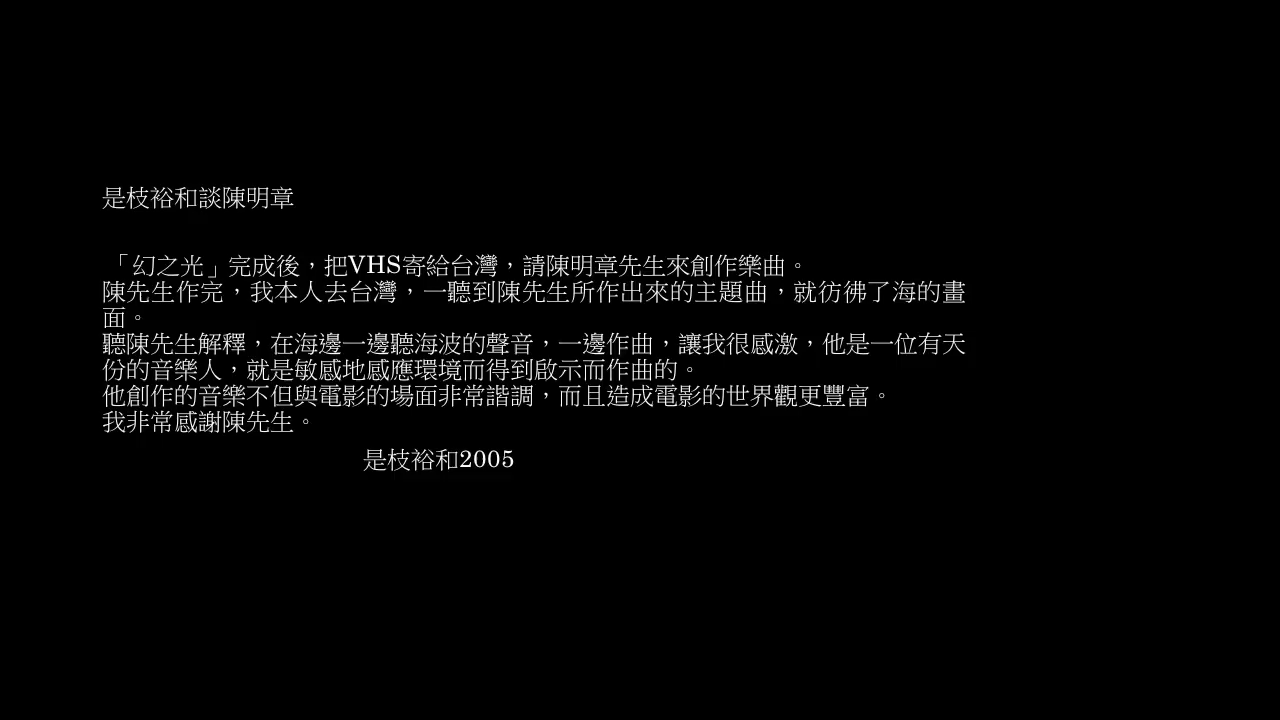 是枝裕和談陳明章
「幻之光」完成後，把VHS寄給台灣，請陳明章先生來創作樂曲。
陳先生作完，我本人去台灣，一聽到陳先生所作出來的主題曲，就彷彿了海的畫
面。
聽陳先生解釋，在海邊一邊聽海波的聲音，一邊作曲，讓我很感激，他是一位有天
份的音樂人，就是敏感地感應環境而得到啟示而作曲的。
他創作的音樂不但與電影的場面非常諧調，而且造成電影的世界觀更豐富。
我非常感謝陳先生。
是枝裕和2005